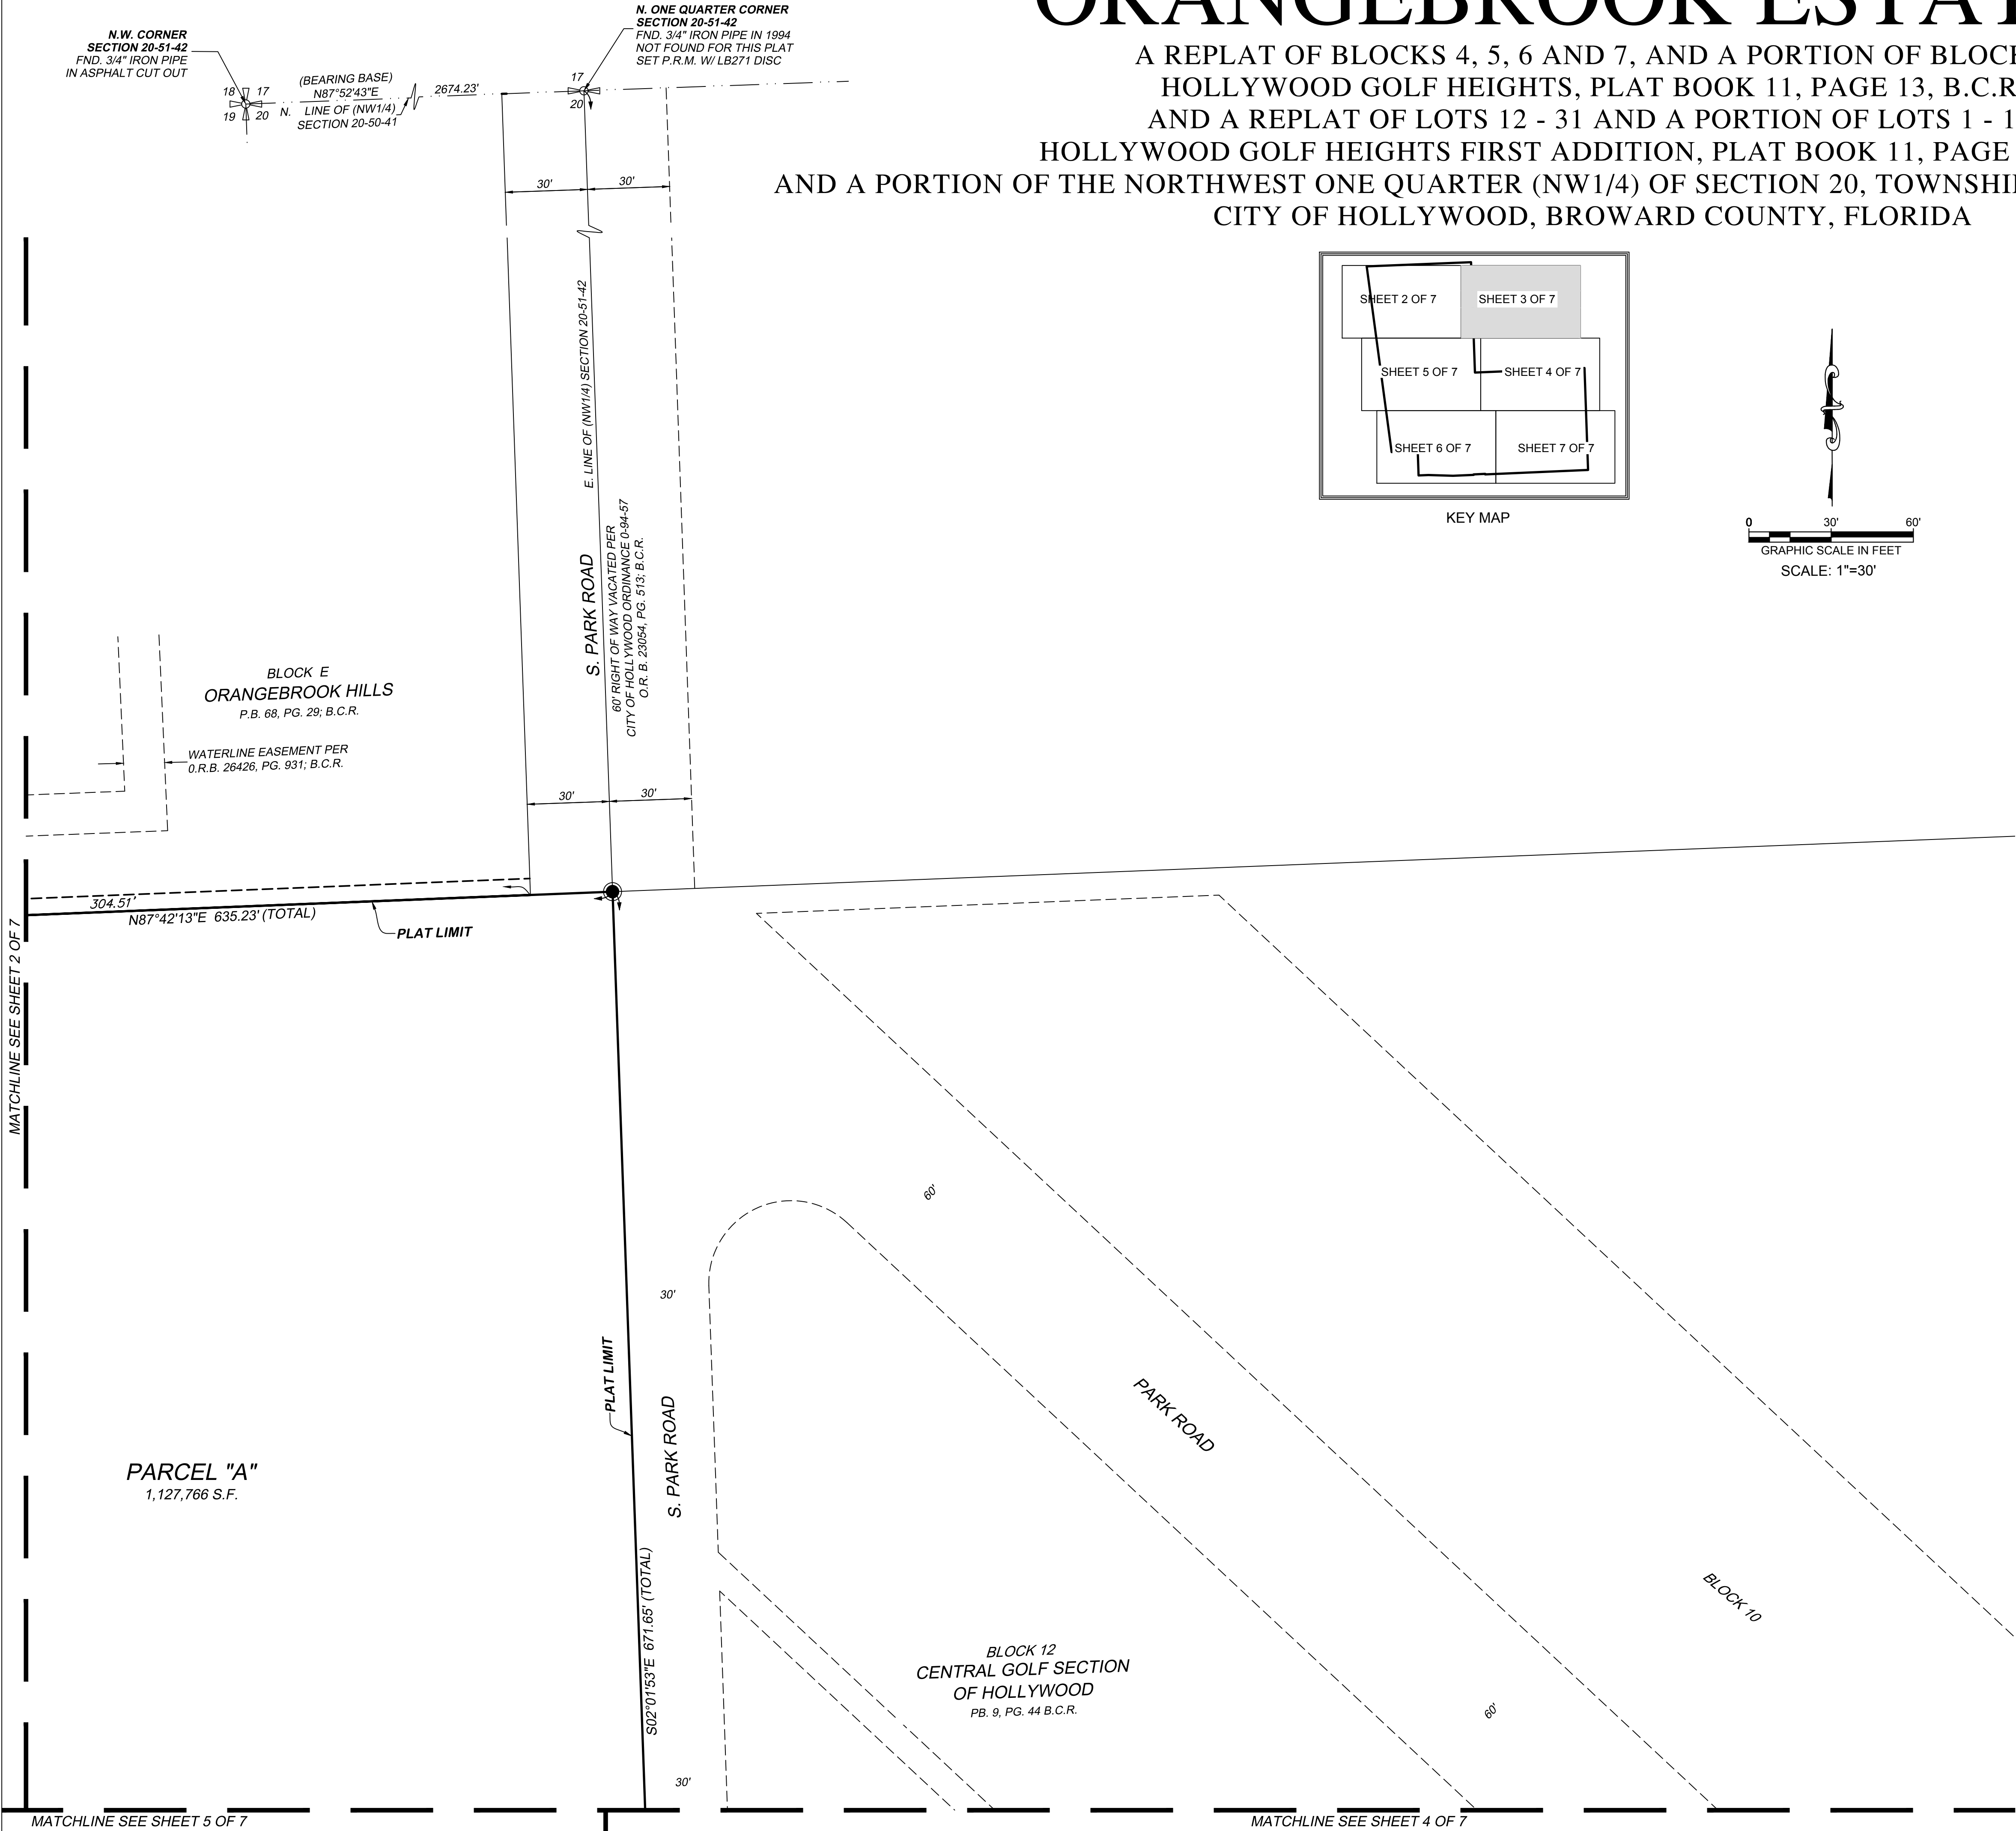 ORANGEBROOK ESTAT
A REPLAT OF BLOCKS 4, 5, 6 AND 7, AND A PORTION OF BLOCK
HOLLYWOOD GOLF HEIGHTS, PLAT BOOK 11, PAGE 13, B.C.R
AND A REPLAT OF LOTS 12 - 31 AND A PORTION OF LOTS 1 - 1
HOLLYWOOD GOLF HEIGHTS FIRST ADDITION, PLAT BOOK 11, PAGE
AND A PORTION OF THE NORTHWEST ONE QUARTER (NW1/4) OF SECTION 20, TOWNSHI
CITY OF HOLLYWOOD, BROWARD COUNTY, FLORIDA
N.W. CORNER
SECTION 20-51-42
FND. 3/4" IRON PIPE
IN ASPHALT CUT OUT
18 17
19 20
(BEARING BASE)
N87°52'43"E
2674.23'
N. LINE OF (NW1/4)
SECTION 20-50-41
N. ONE QUARTER CORNER
SECTION 20-51-42
FND. 3/4" IRON PIPE IN 1994
NOT FOUND FOR THIS PLAT
SET P.R.M. W/ LB271 DISC
17
20
30'
30'
E. LINE OF (NW1/4) SECTION 20-51-42
S. PARK ROAD
60' RIGHT OF WAY VACATED PER
CITY OF HOLLYWOOD ORDINANCE 0-94-57
O.R. B. 23054, PG. 513; B.C.R.
30'
30'
SHEET 2 OF 7
SHEET 3 OF 7
SHEET 5 OF 7
SHEET 4 OF 7
SHEET 6 OF 7
SHEET 7 OF 7
KEY MAP
0
30'
60'
GRAPHIC SCALE IN FEET
SCALE: 1"=30'
BLOCK E
ORANGEBROOK HILLS
P.B. 68, PG. 29; B.C.R.
WATERLINE EASEMENT PER
0.R.B. 26426, PG. 931; B.C.R.
304.51'
N87°42'13"E 635.23' (TOTAL)
PLAT LIMIT
MATCHLINE SEE SHEET 2 OF 7
60'
30'
PLAT LIMIT
S. PARK ROAD
PARK ROAD
PARCEL "A"
1,127,766 S.F.
S02°01'53"E 671.65' (TOTAL)
BLOCK 10
BLOCK 12
CENTRAL GOLF SECTION
OF HOLLYWOOD
PB. 9, PG. 44 B.C.R.
60'
30'
MATCHLINE SEE SHEET 5 OF 7
MATCHLINE SEE SHEET 4 OF 7